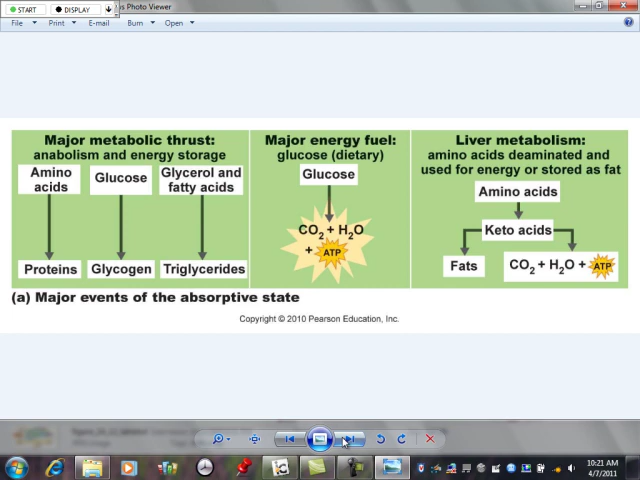 START
DISPLAY
Photo Viewer
File
Print
E-mail
Burn
Open
Major metabolic thrust:
anabolism and energy storage
Amino
acids
Glucose
Glycerol and
fatty acids
Proteins
Glycogen
Triglycerides
Major energy fuel:
glucose (dietary)
Glucose
CO2 + H2O
+ ATP
Liver metabolism:
amino acids deaminated and
used for energy or stored as fat
Amino acids
Keto acids
Fats
CO2 + H2O + ATP
(a) Major events of the absorptive state
Copyright © 2010 Pearson Education, Inc.
10:21 AM
4/7/2011